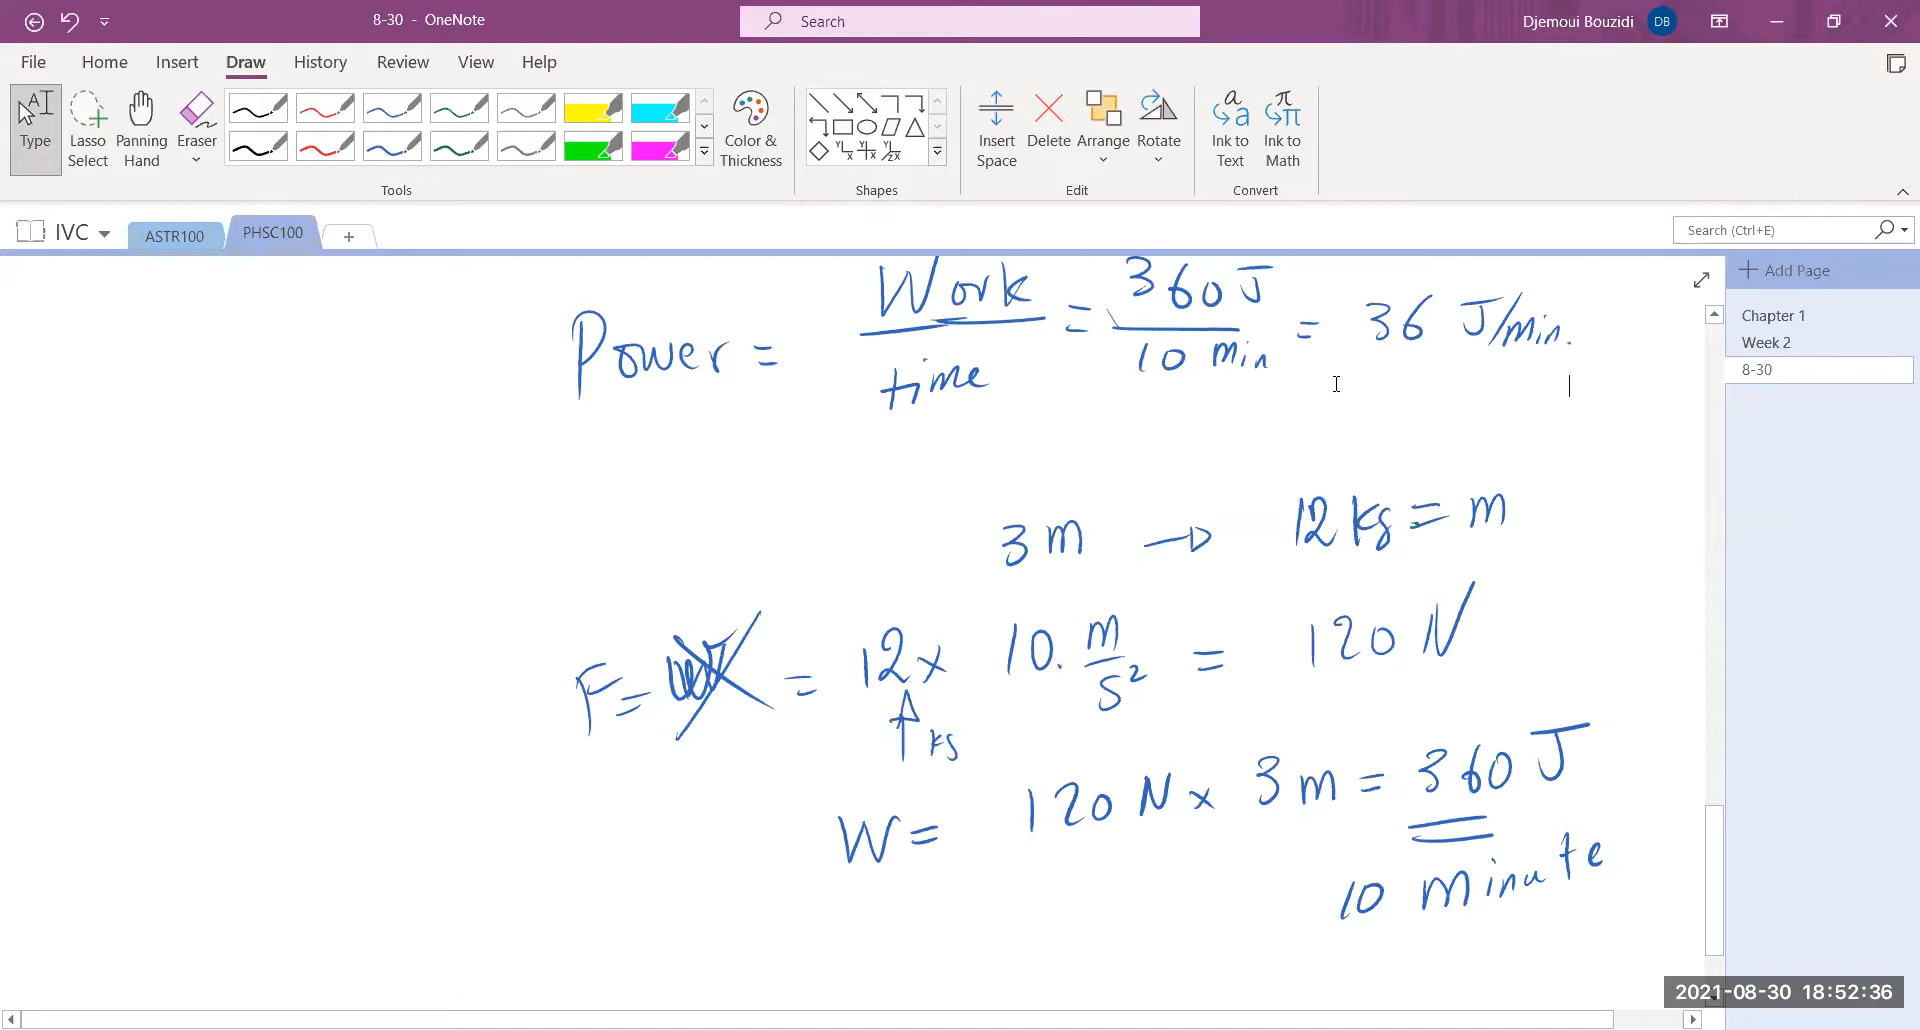 8-30 - OneNote
Search
Djemoui Bouzidi DB
File Home Insert Draw History Review View Help
Type
Lasso Select
Panning Hand
Eraser
Color & Thickness
Insert Space
Delete
Arrange
Rotate
Ink to Text
Ink to Math
Tools
Shapes
Edit
Convert
IVC
ASTR100
PHSC100
Search (Ctrl+E)
Add Page
Chapter 1
Week 2
8-30
Power = Work / time = 360 J / 10 min = 36 J/min.
3 m → 12 kg = m
F = = 12 x 10. m/s² = 120 N
kg
W = 120 N x 3 m = 360 J
10 minute
2021-08-30 18:52:36